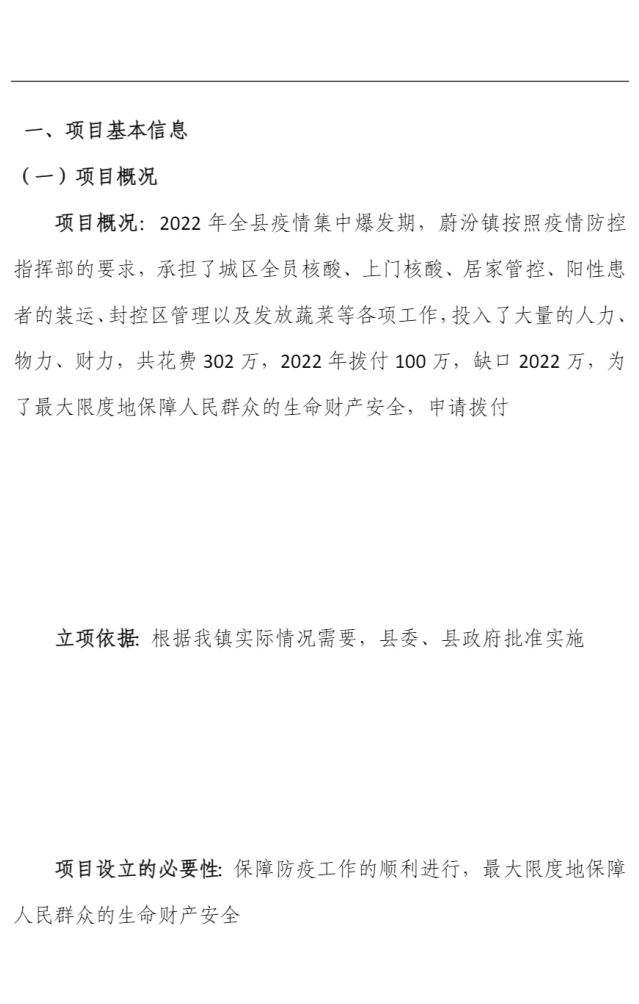 一、项目基本信息
（一）项目概况
项目概况：2022 年全县疫情集中爆发期，蔚汾镇按照疫情防控
指挥部的要求，承担了城区全员核酸、上门核酸、居家管控、阳性患
者的装运、封控区管理以及发放蔬菜等各项工作，投入了大量的人力、
物力、财力，共花费 302 万，2022 年拨付 100 万，缺口 2022 万，为
了最大限度地保障人民群众的生命财产安全，申请拨付
立项依据：根据我镇实际情况需要，县委、县政府批准实施
项目设立的必要性：保障防疫工作的顺利进行，最大限度地保障
人民群众的生命财产安全